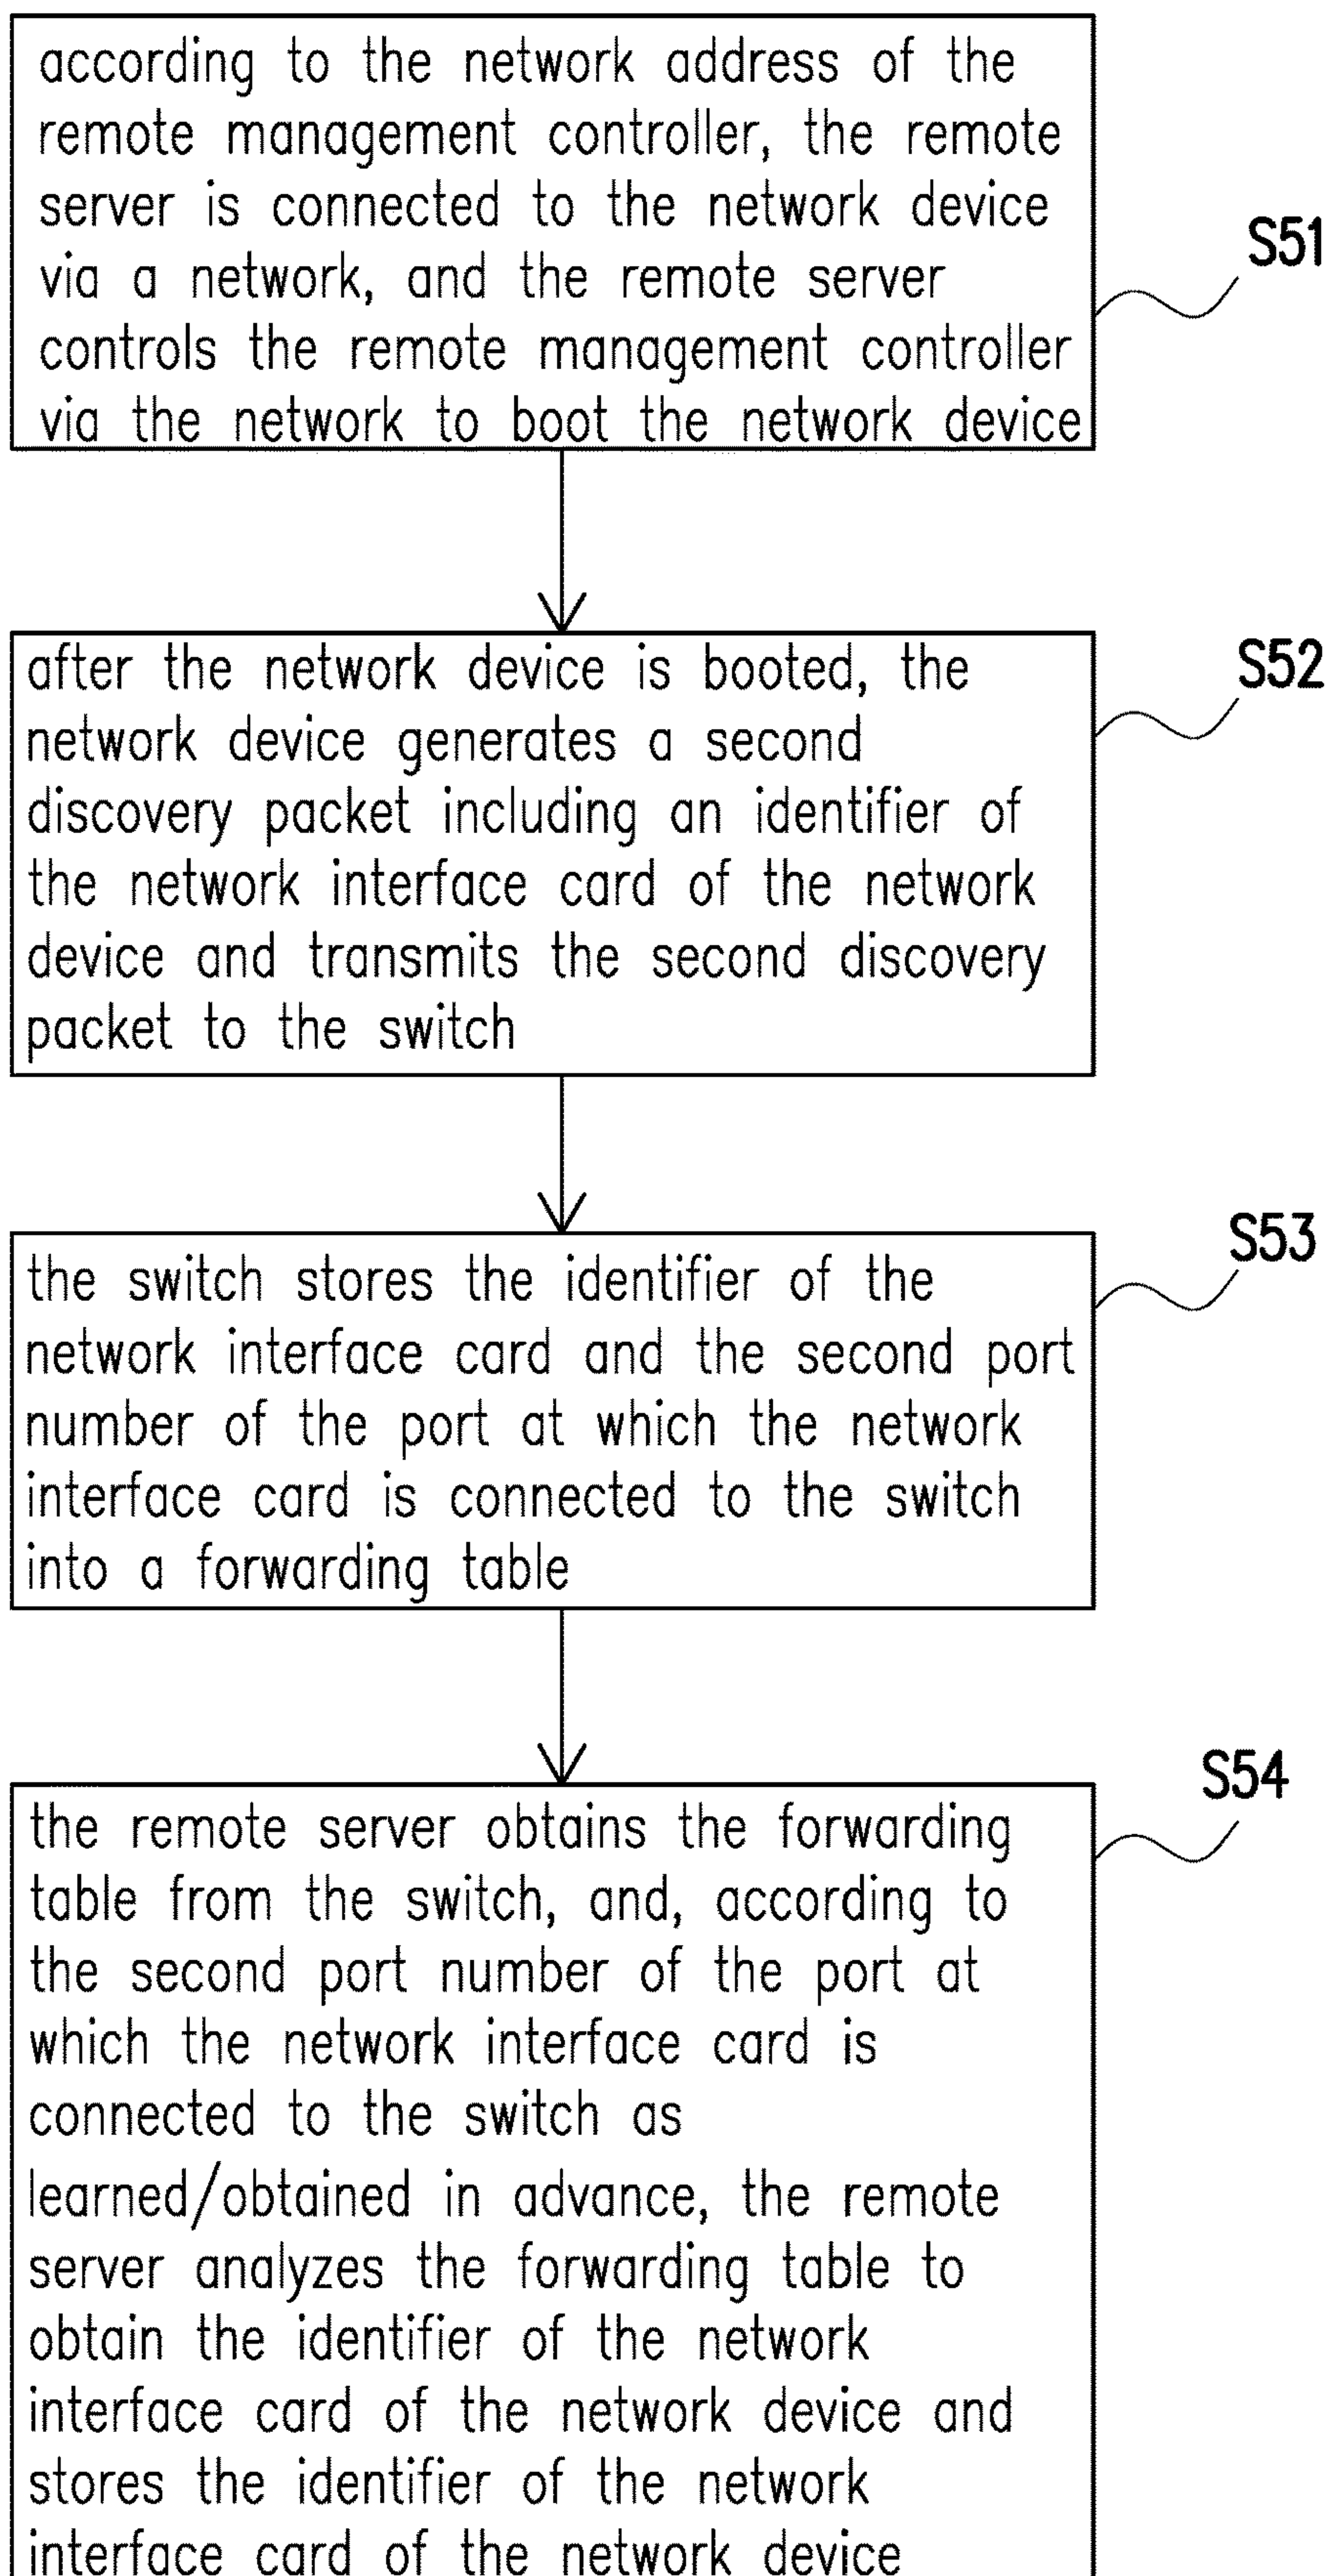 according to the network address of the
remote management controller, the remote
server is connected to the network device
via a network, and the remote server
controls the remote management controller
via the network to boot the network device
S51
after the network device is booted, the
network device generates a second
discovery packet including an identifier of
the network interface card of the network
device and transmits the second discovery
packet to the switch
S52
the switch stores the identifier of the
network interface card and the second port
number of the port at which the network
interface card is connected to the switch
into a forwarding table
S53
the remote server obtains the forwarding
table from the switch, and, according to
the second port number of the port at
which the network interface card is
connected to the switch as
learned/obtained in advance, the remote
server analyzes the forwarding table to
obtain the identifier of the network
interface card of the network device and
stores the identifier of the network
interface card of the network device
S54